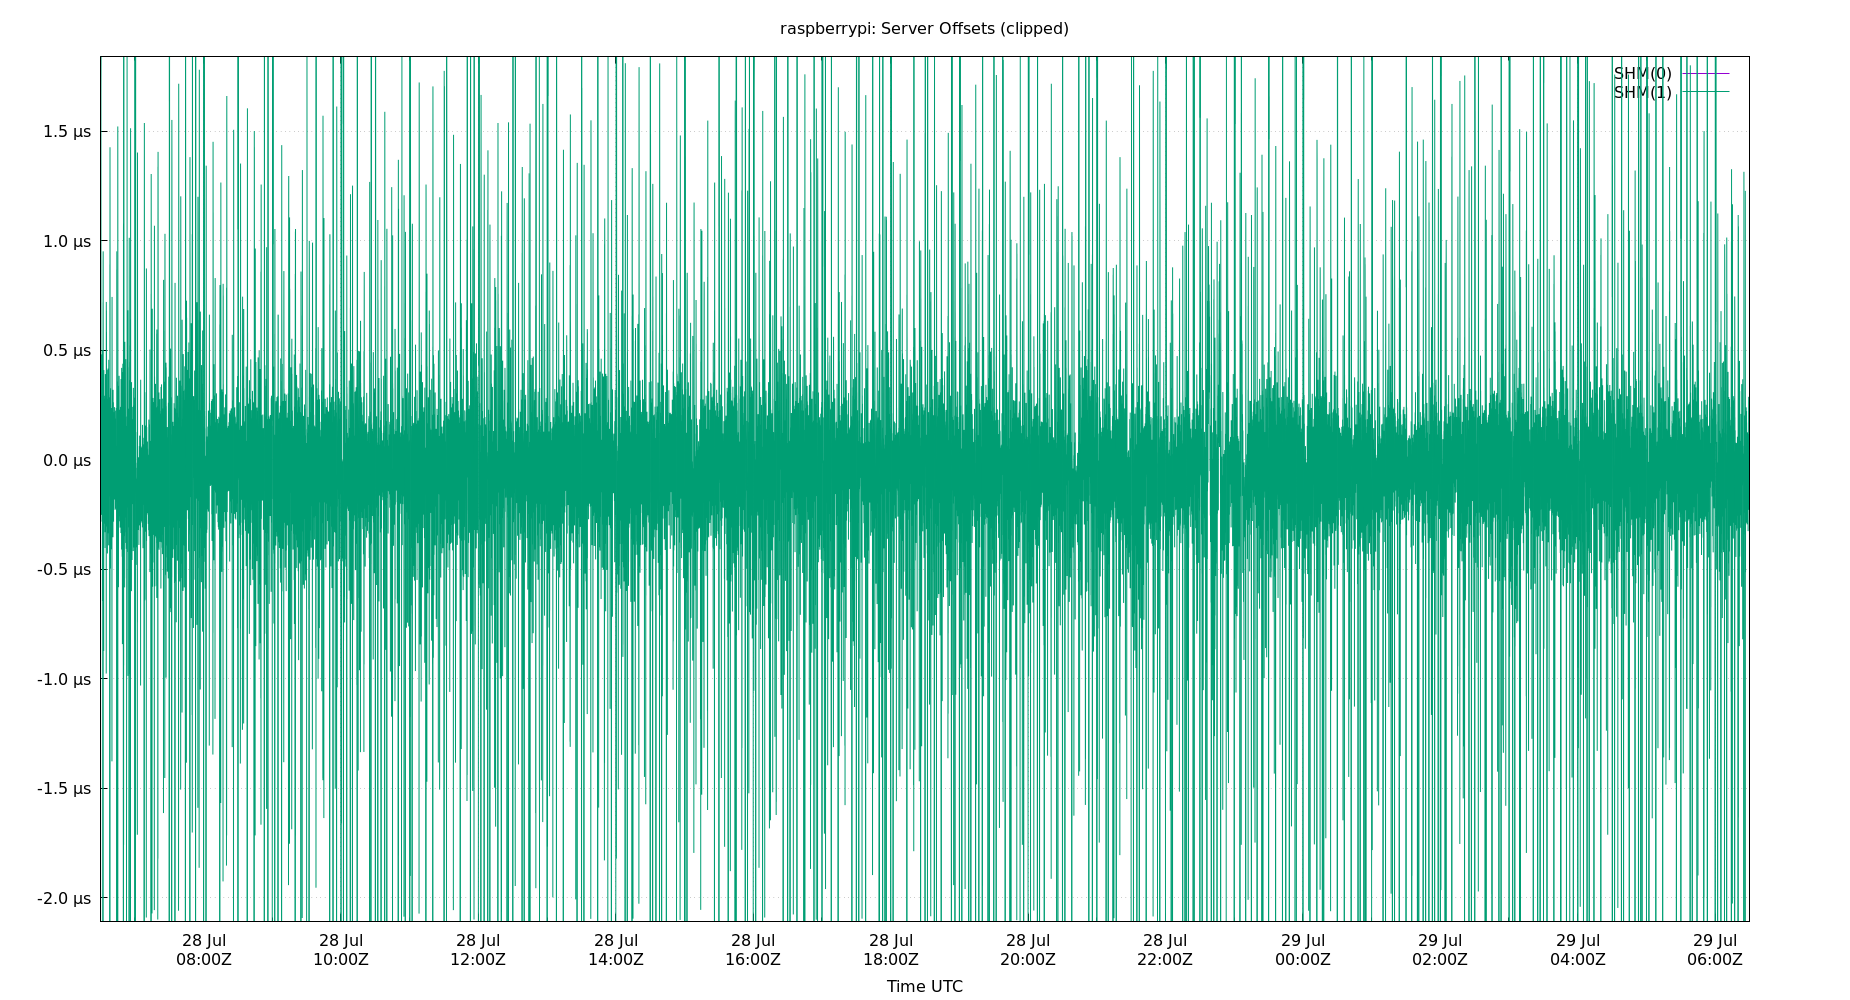 raspberrypi: Server Offsets (clipped)
SHM(0)
SHM(1)
1.5 µs
1.0 µs
0.5 µs
0.0 µs
-0.5 µs
-1.0 µs
-1.5 µs
-2.0 µs
28 Jul 28 Jul 28 Jul 28 Jul 28 Jul 28 Jul 28 Jul 28 Jul 29 Jul 29 Jul 29 Jul 29 Jul
08:00Z 10:00Z 12:00Z 14:00Z 16:00Z 18:00Z 20:00Z 22:00Z 00:00Z 02:00Z 04:00Z 06:00Z
Time UTC